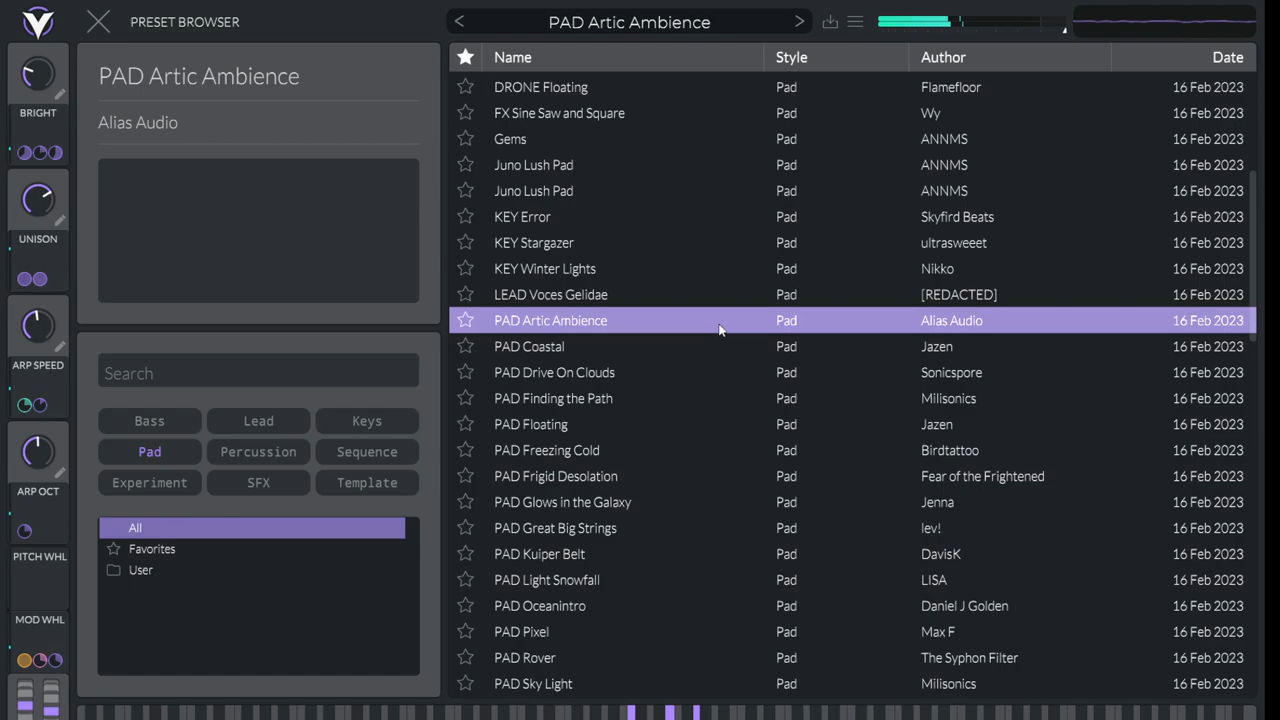 PRESET BROWSER
PAD Artic Ambience
BRIGHT
UNISON
ARP SPEED
ARP OCT
PITCH WHL
MOD WHL
PAD Artic Ambience
Alias Audio
Search
Bass Lead Keys
Pad Percussion Sequence
Experiment SFX Template
All
Favorites
User
Name Style Author Date
DRONE Floating Pad Flamefloor 16 Feb 2023
FX Sine Saw and Square Pad Wy 16 Feb 2023
Gems Pad ANNMS 16 Feb 2023
Juno Lush Pad Pad ANNMS 16 Feb 2023
Juno Lush Pad Pad ANNMS 16 Feb 2023
KEY Error Pad Skyfird Beats 16 Feb 2023
KEY Stargazer Pad ultrasweeet 16 Feb 2023
KEY Winter Lights Pad Nikko 16 Feb 2023
LEAD Voces Gelidae Pad [REDACTED] 16 Feb 2023
PAD Artic Ambience Pad Alias Audio 16 Feb 2023
PAD Coastal Pad Jazen 16 Feb 2023
PAD Drive On Clouds Pad Sonicspore 16 Feb 2023
PAD Finding the Path Pad Milisonics 16 Feb 2023
PAD Floating Pad Jazen 16 Feb 2023
PAD Freezing Cold Pad Birdtattoo 16 Feb 2023
PAD Frigid Desolation Pad Fear of the Frightened 16 Feb 2023
PAD Glows in the Galaxy Pad Jenna 16 Feb 2023
PAD Great Big Strings Pad lev! 16 Feb 2023
PAD Kuiper Belt Pad DavisK 16 Feb 2023
PAD Light Snowfall Pad LISA 16 Feb 2023
PAD Oceanintro Pad Daniel J Golden 16 Feb 2023
PAD Pixel Pad Max F 16 Feb 2023
PAD Rover Pad The Syphon Filter 16 Feb 2023
PAD Sky Light Pad Milisonics 16 Feb 2023